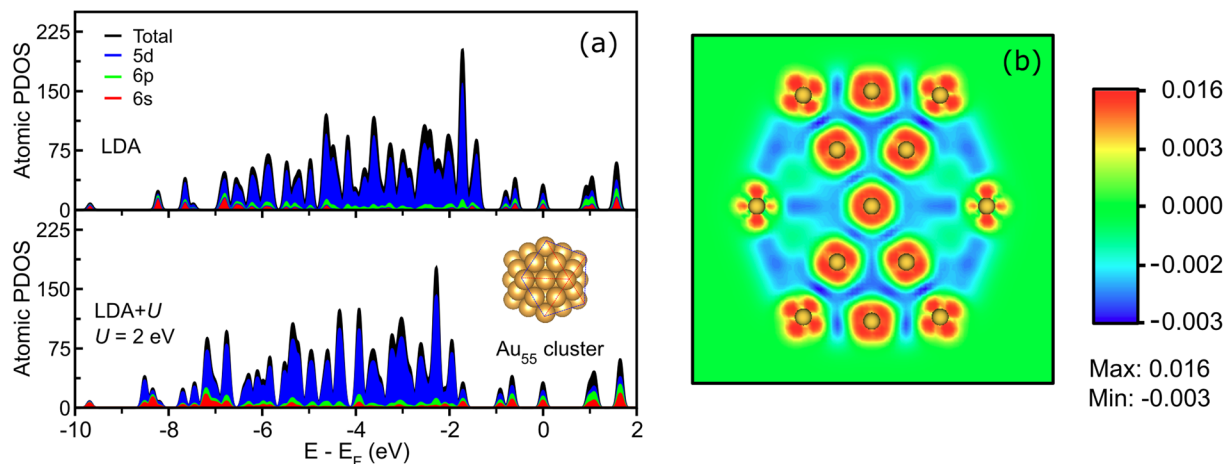 225
150
75
0
Atomic PDOS
Total
5d
6p
6s
LDA
(a)
225
150
75
0
Atomic PDOS
LDA+U
U = 2 eV
Au55 cluster
-10
-8
-6
-4
-2
0
2
E - EF (eV)
(b)
0.016
0.003
0.000
−0.002
−0.003
Max: 0.016
Min: -0.003